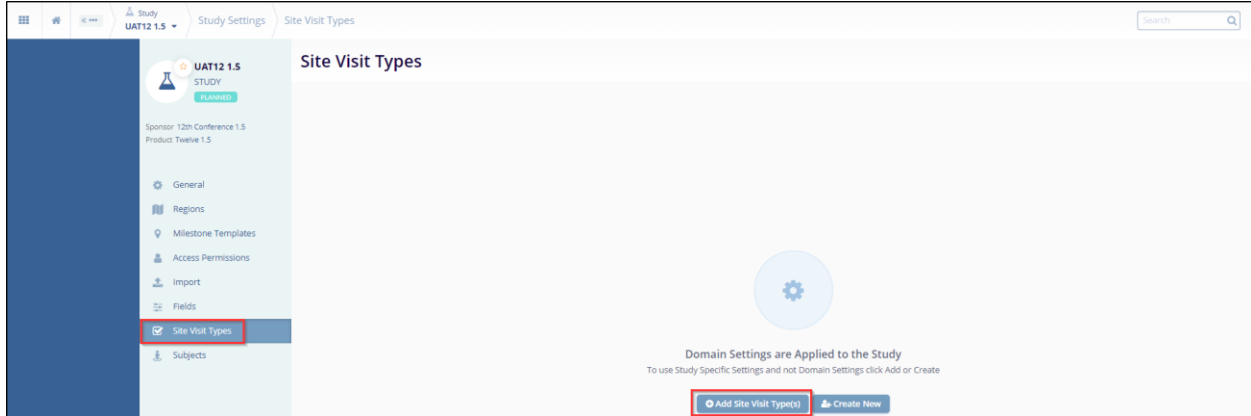 Study
UAT12 1.5
Study Settings
Site Visit Types
Search
UAT12 1.5
STUDY
PLANNED
Sponsor 12th Conference 1.5
Product Twelve 1.5
General
Regions
Milestone Templates
Access Permissions
Import
Fields
Site Visit Types
Subjects
Site Visit Types
Domain Settings are Applied to the Study
To use Study Specific Settings and not Domain Settings click Add or Create
Add Site Visit Type(s)
Create New